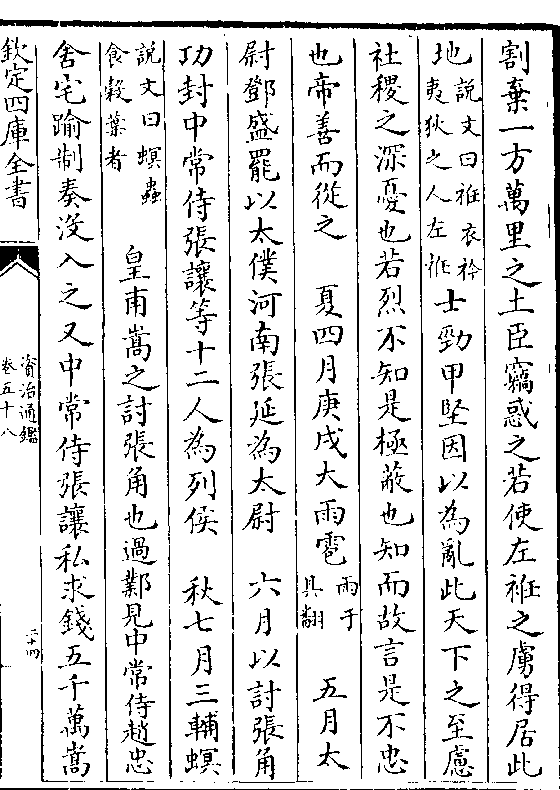 割棄一方萬里之土臣竊惑之若使左袵之虜得居此
地說文曰袵衣衿夷狄之人左袵士勁甲堅因以為亂此天下之至慮
社稷之深憂也若烈不知是極蔽也知而故言是不忠
也帝善而從之　夏四月庚戌大雨雹雨于具翻　五月太
尉鄧盛罷以太僕河南張延為太尉　六月以討張角
功封中常侍張讓等十二人為列侯　秋七月三輔螟
說文曰螟蟲食穀葉者　皇甫嵩之討張角也過鄴見中常侍趙忠
舍宅踰制奏沒入之又中常侍張讓私求錢五千萬嵩
欽定四庫全書
資治通鑑
卷五十八
二十四